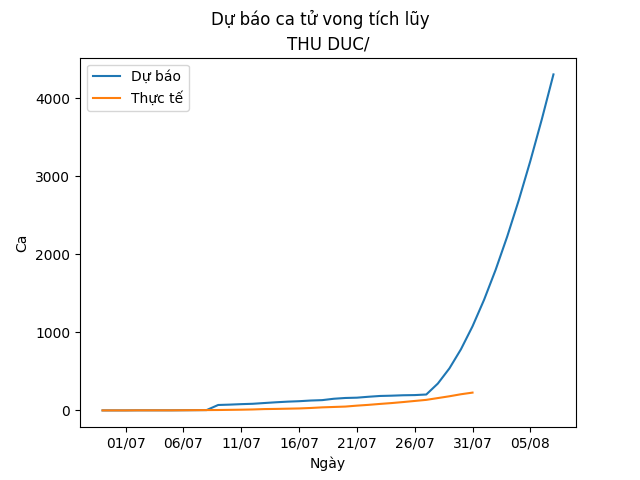 Dự báo ca tử vong tích lũy
THU DUC/
Dự báo
Thực tế
4000
3000
2000
1000
0
Ca
01/07 06/07 11/07 16/07 21/07 26/07 31/07 05/08
Ngày